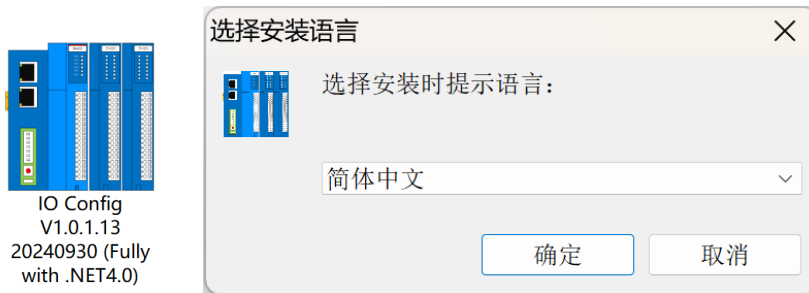 IO Config
V1.0.1.13
20240930 (Fully
with .NET4.0)
选择安装语言
选择安装时提示语言：
简体中文
确定
取消